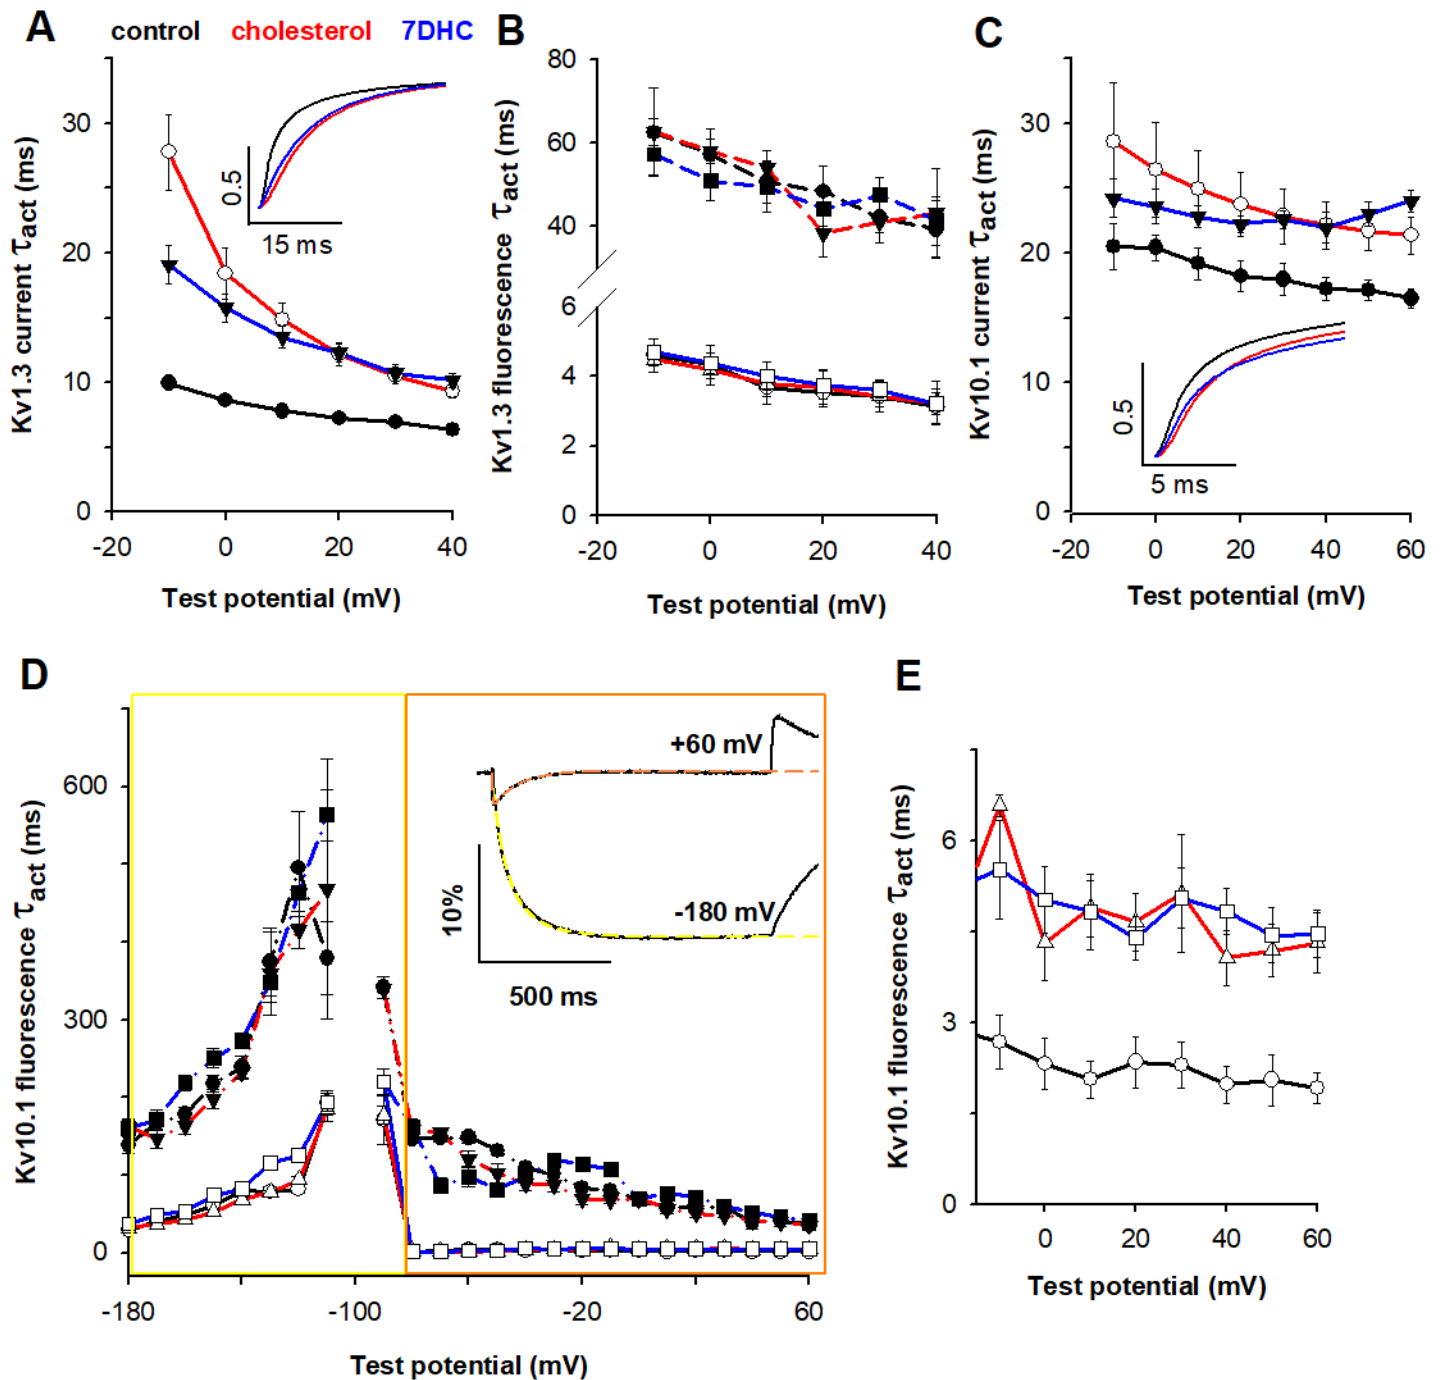 A control cholesterol 7DHC B C
30
20
10
0
-20 0 20 40
Kv1.3 current τact (ms)
Test potential (mV)
0.5
15 ms
80
60
40
6
4
2
0
-20 0 20 40
Kv1.3 fluorescence τact (ms)
Test potential (mV)
30
20
10
0
-20 0 20 40 60
Kv10.1 current τact (ms)
Test potential (mV)
0.5
5 ms
D
600
300
0
-180 -100 -20 60
Kv10.1 fluorescence τact (ms)
Test potential (mV)
+60 mV
-180 mV
10%
500 ms
E
6
3
0
0 20 40 60
Kv10.1 fluorescence τact (ms)
Test potential (mV)